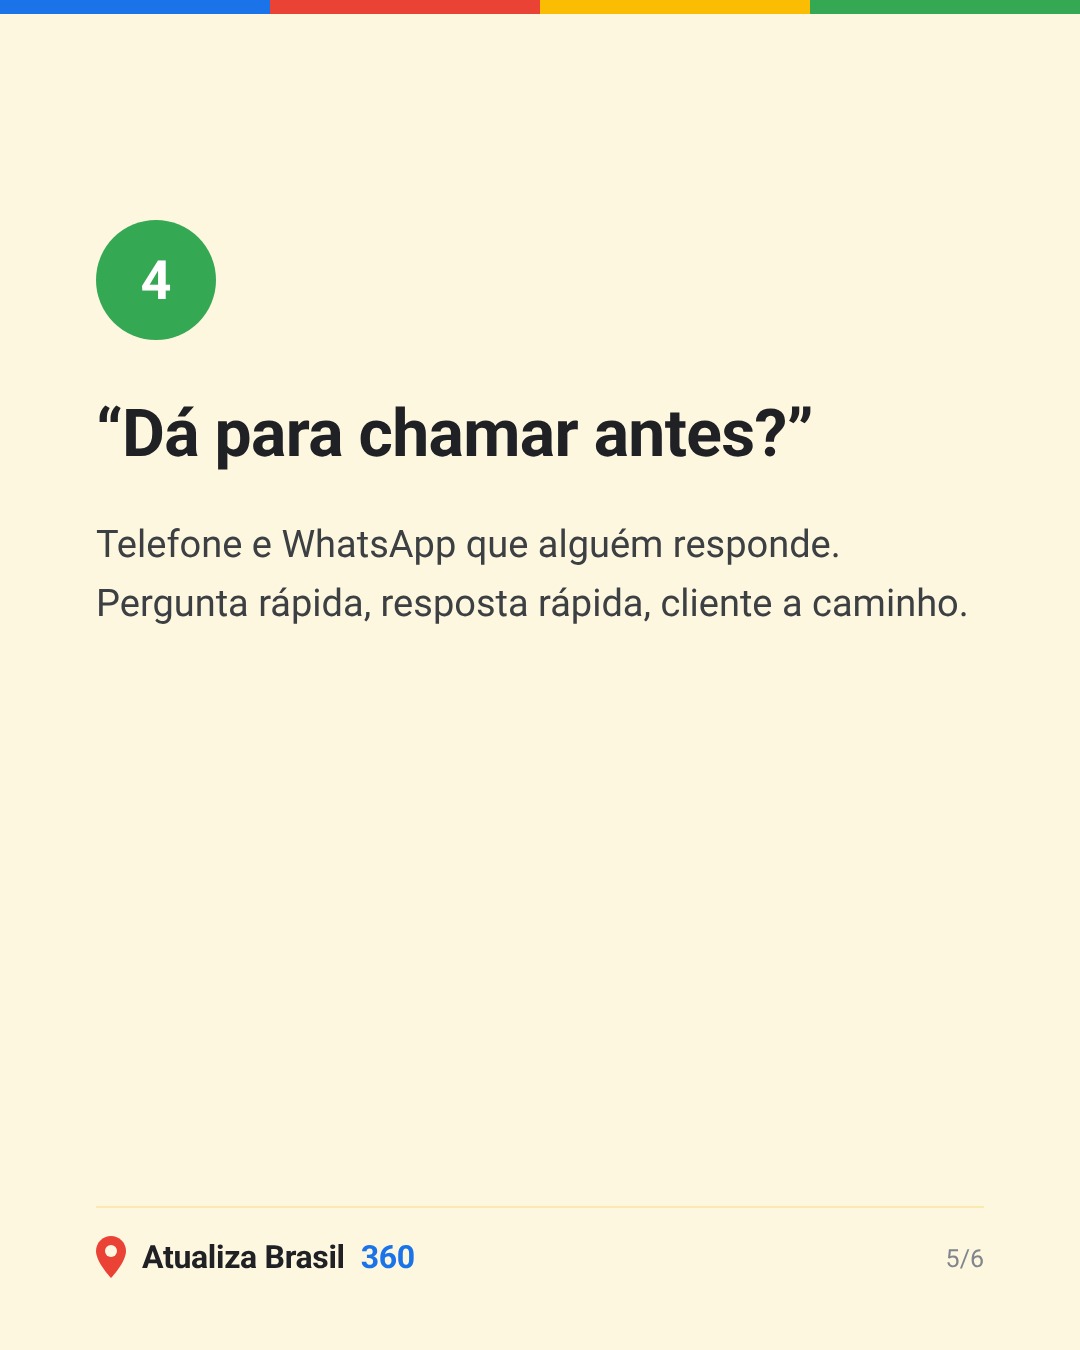 4
“Dá para chamar antes?”
Telefone e WhatsApp que alguém responde.
Pergunta rápida, resposta rápida, cliente a caminho.
Atualiza Brasil 360
5/6